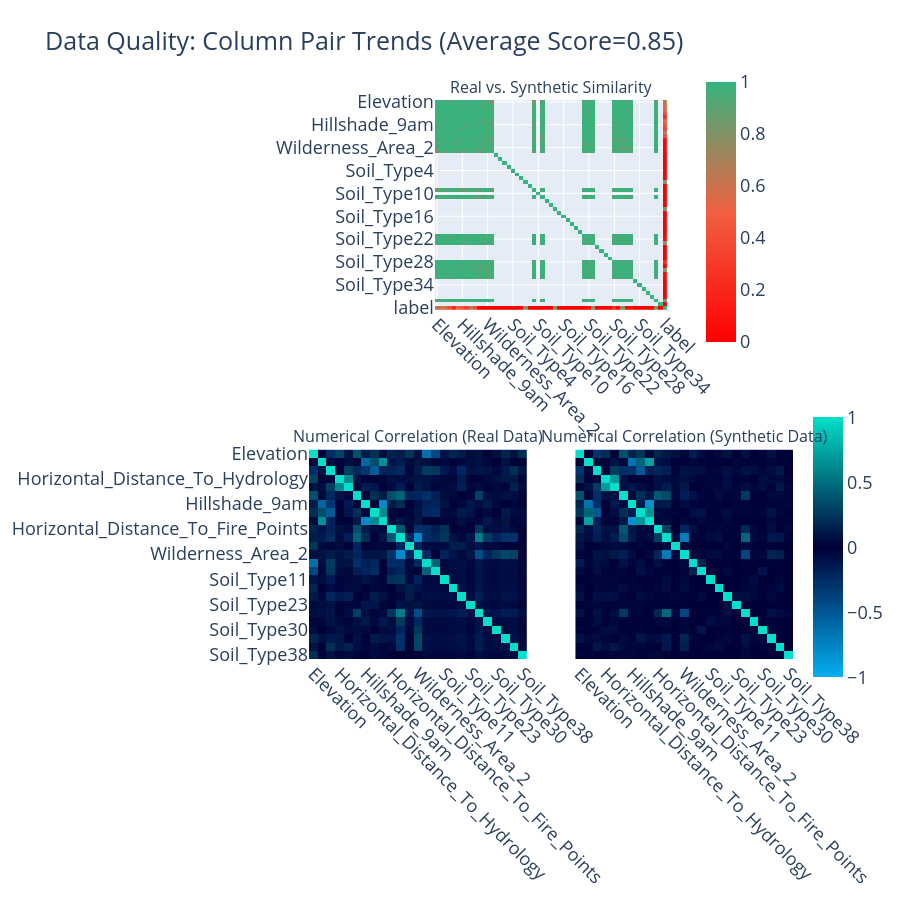 Data Quality: Column Pair Trends (Average Score=0.85)
Real vs. Synthetic Similarity
Elevation
Hillshade_9am
Wilderness_Area_2
Soil_Type4
Soil_Type10
Soil_Type16
Soil_Type22
Soil_Type28
Soil_Type34
label
Elevation
Hillshade_9am
Wilderness_Area_2
Soil_Type4
Soil_Type10
Soil_Type16
Soil_Type22
Soil_Type28
Soil_Type34
label
1
0.8
0.6
0.4
0.2
0
Numerical Correlation (Real Data)
Numerical Correlation (Synthetic Data)
Elevation
Horizontal_Distance_To_Hydrology
Hillshade_9am
Horizontal_Distance_To_Fire_Points
Wilderness_Area_2
Soil_Type11
Soil_Type23
Soil_Type30
Soil_Type38
Elevation
Horizontal_Distance_To_Hydrology
Hillshade_9am
Horizontal_Distance_To_Fire_Points
Wilderness_Area_2
Soil_Type11
Soil_Type23
Soil_Type30
Soil_Type38
Elevation
Horizontal_Distance_To_Hydrology
Hillshade_9am
Horizontal_Distance_To_Fire_Points
Wilderness_Area_2
Soil_Type11
Soil_Type23
Soil_Type30
Soil_Type38
1
0.5
0
−0.5
−1